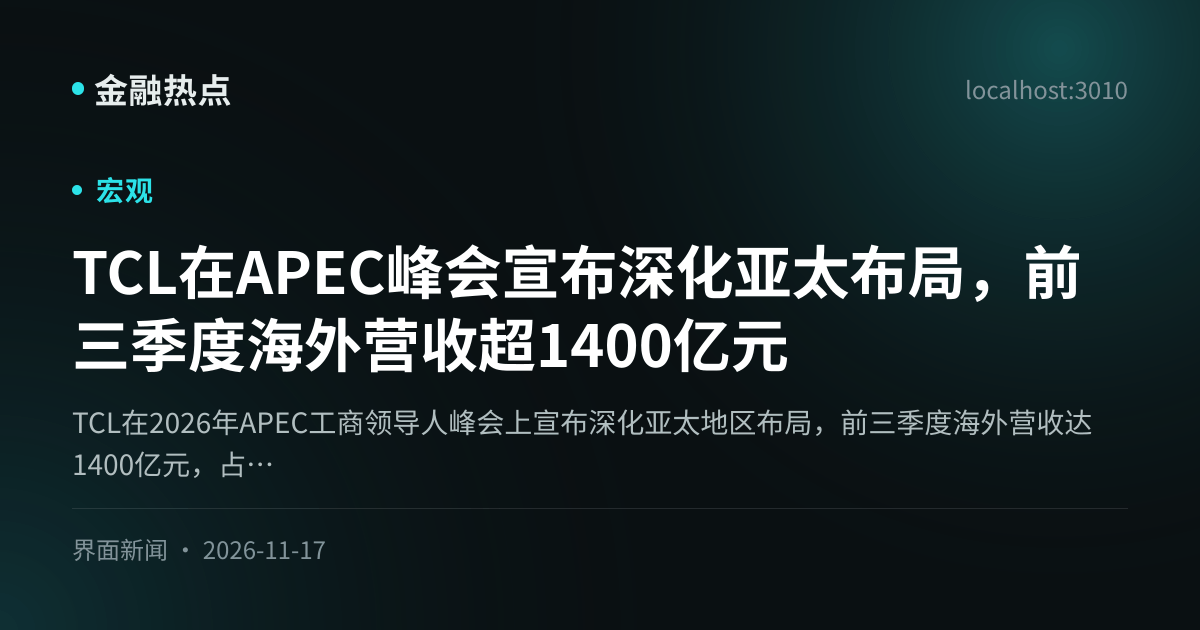 金融热点
localhost:3010
宏观
TCL在APEC峰会宣布深化亚太布局，前
三季度海外营收超1400亿元
TCL在2026年APEC工商领导人峰会上宣布深化亚太地区布局，前三季度海外营收达
1400亿元，占…
界面新闻 • 2026-11-17